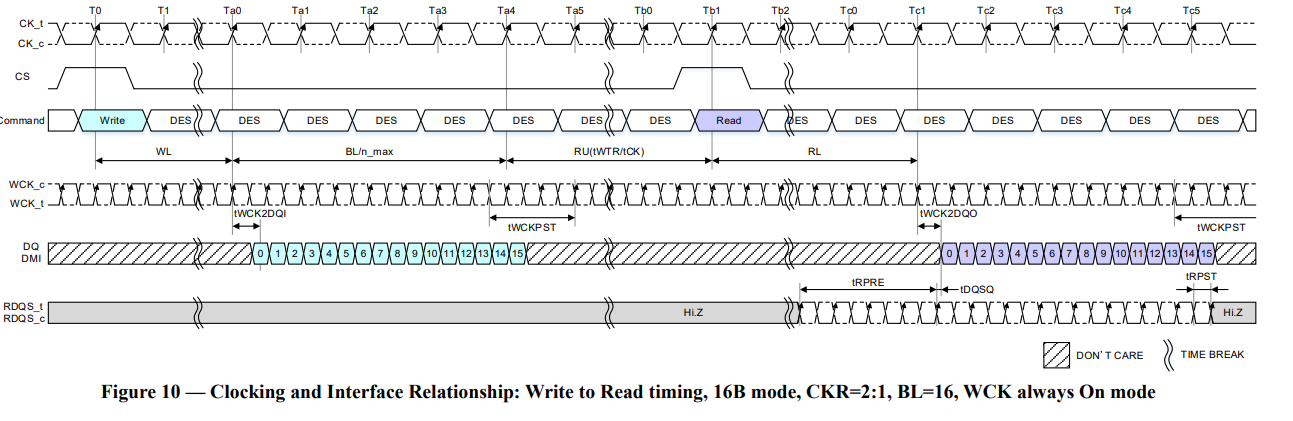 T0 T1 Ta0 Ta1 Ta2 Ta3 Ta4 Ta5 Tb0 Tb1 Tb2 Tc0 Tc1 Tc2 Tc3 Tc4 Tc5
CK_t
CK_c
CS
Command Write DES DES DES DES DES DES DES DES Read DES DES DES DES DES DES DES
WL BL/n_max RU(tWTR/tCK) RL
WCK_c
WCK_t
tWCK2DQI tWCK2DQO
tWCKPST tWCKPST
DQ
DMI
0 1 2 3 4 5 6 7 8 9 10 11 12 13 14 15 0 1 2 3 4 5 6 7 8 9 10 11 12 13 14 15
tRPRE tDQSQ tRPST
RDQS_t
RDQS_c
Hi.Z Hi.Z
DON'T CARE TIME BREAK
Figure 10 — Clocking and Interface Relationship: Write to Read timing, 16B mode, CKR=2:1, BL=16, WCK always On mode